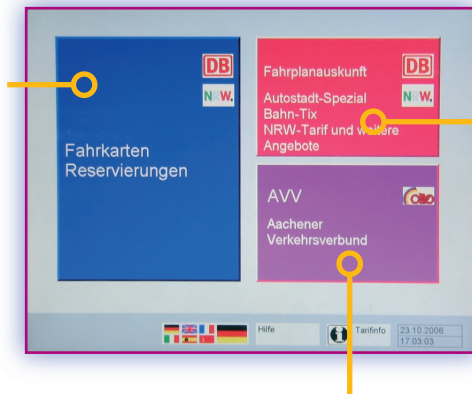 DB
NRW.
Fahrkarten
Reservierungen
Fahrplanauskunft
DB
Autostadt-Spezial
NRW.
Bahn-Tix
NRW-Tarif und weitere
Angebote
AVV
Aachener
Verkehrsverbund
Hilfe
Tarifinfo
23.10.2006
17:03:03